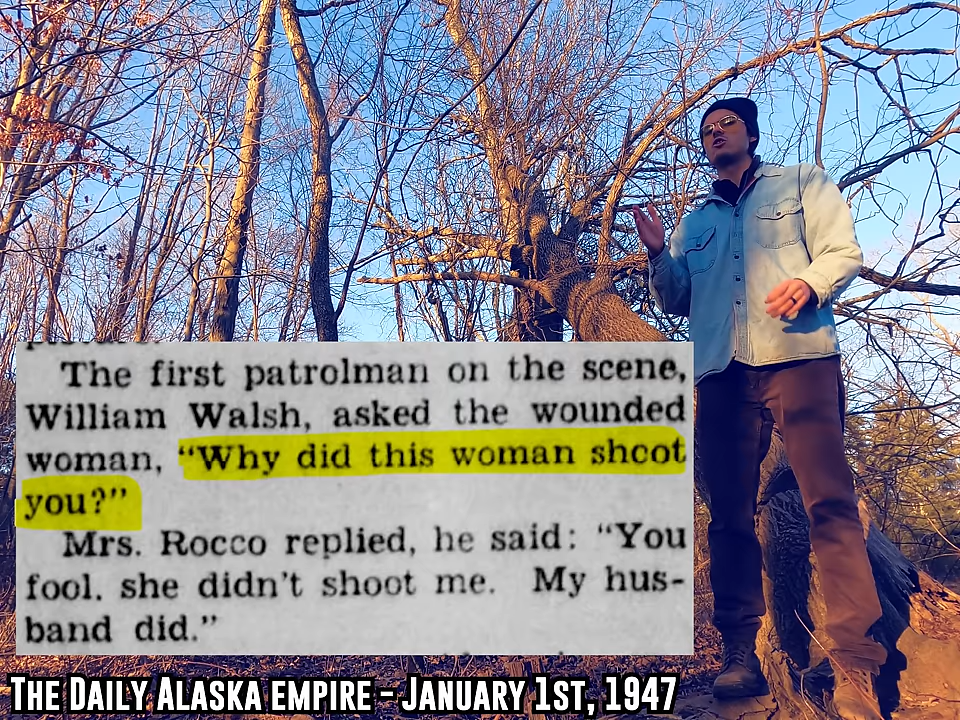 The first patrolman on the scene,
William Walsh, asked the wounded
woman, “Why did this woman shoot
you?”
Mrs. Rocco replied, he said: “You
fool. she didn't shoot me. My hus-
band did.”
The Daily Alaska empire - January 1st, 1947